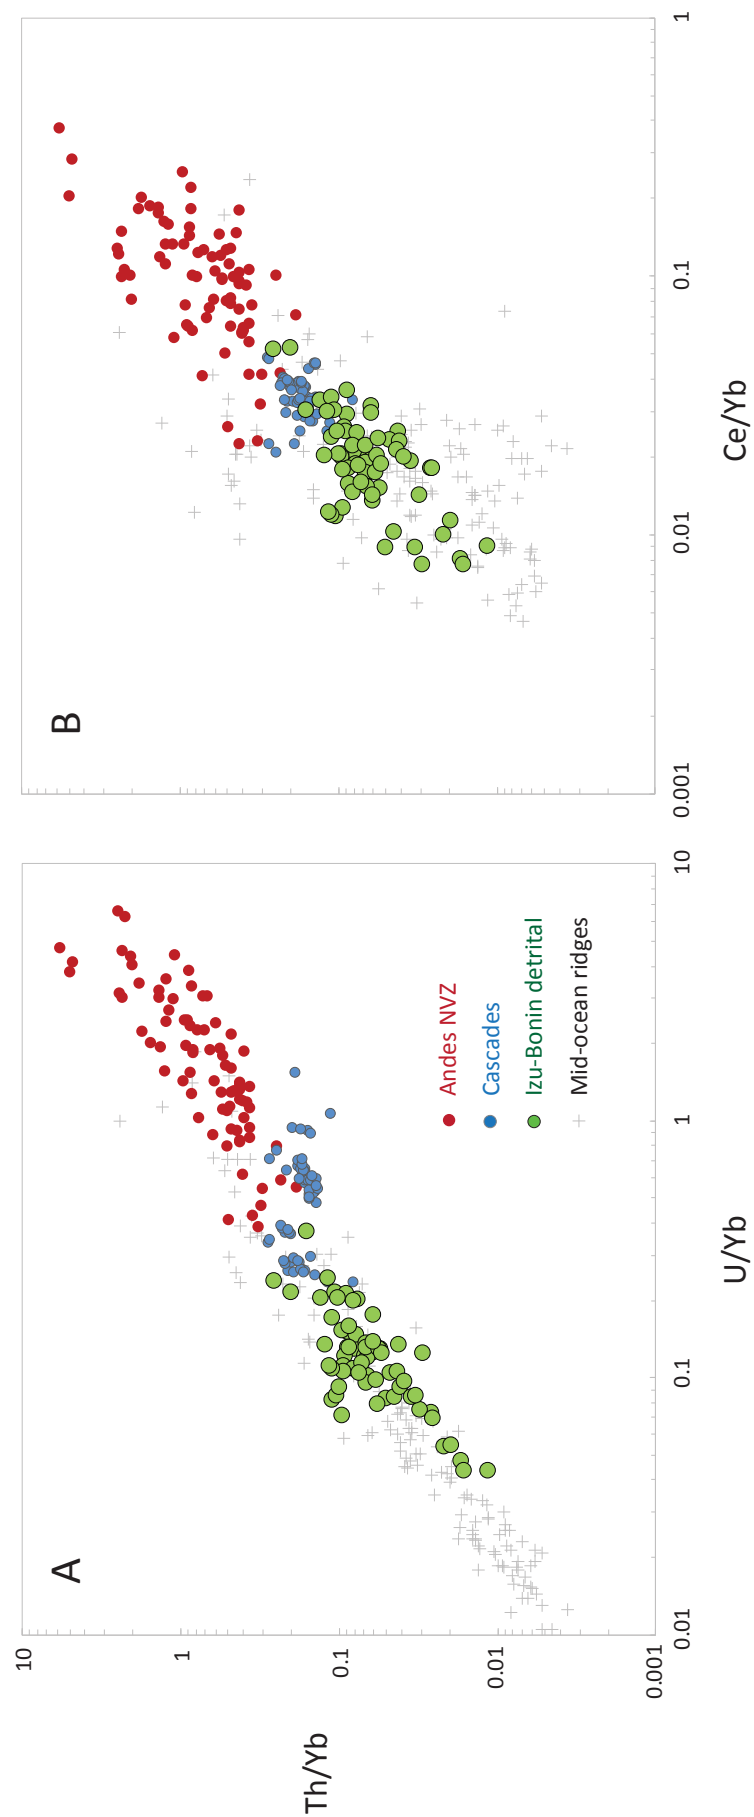 A
B
10
1
0.1
0.01
0.001
Th/Yb
0.01
0.1
1
10
U/Yb
0.001
0.01
0.1
1
Ce/Yb
Andes NVZ
Cascades
Izu-Bonin detrital
Mid-ocean ridges